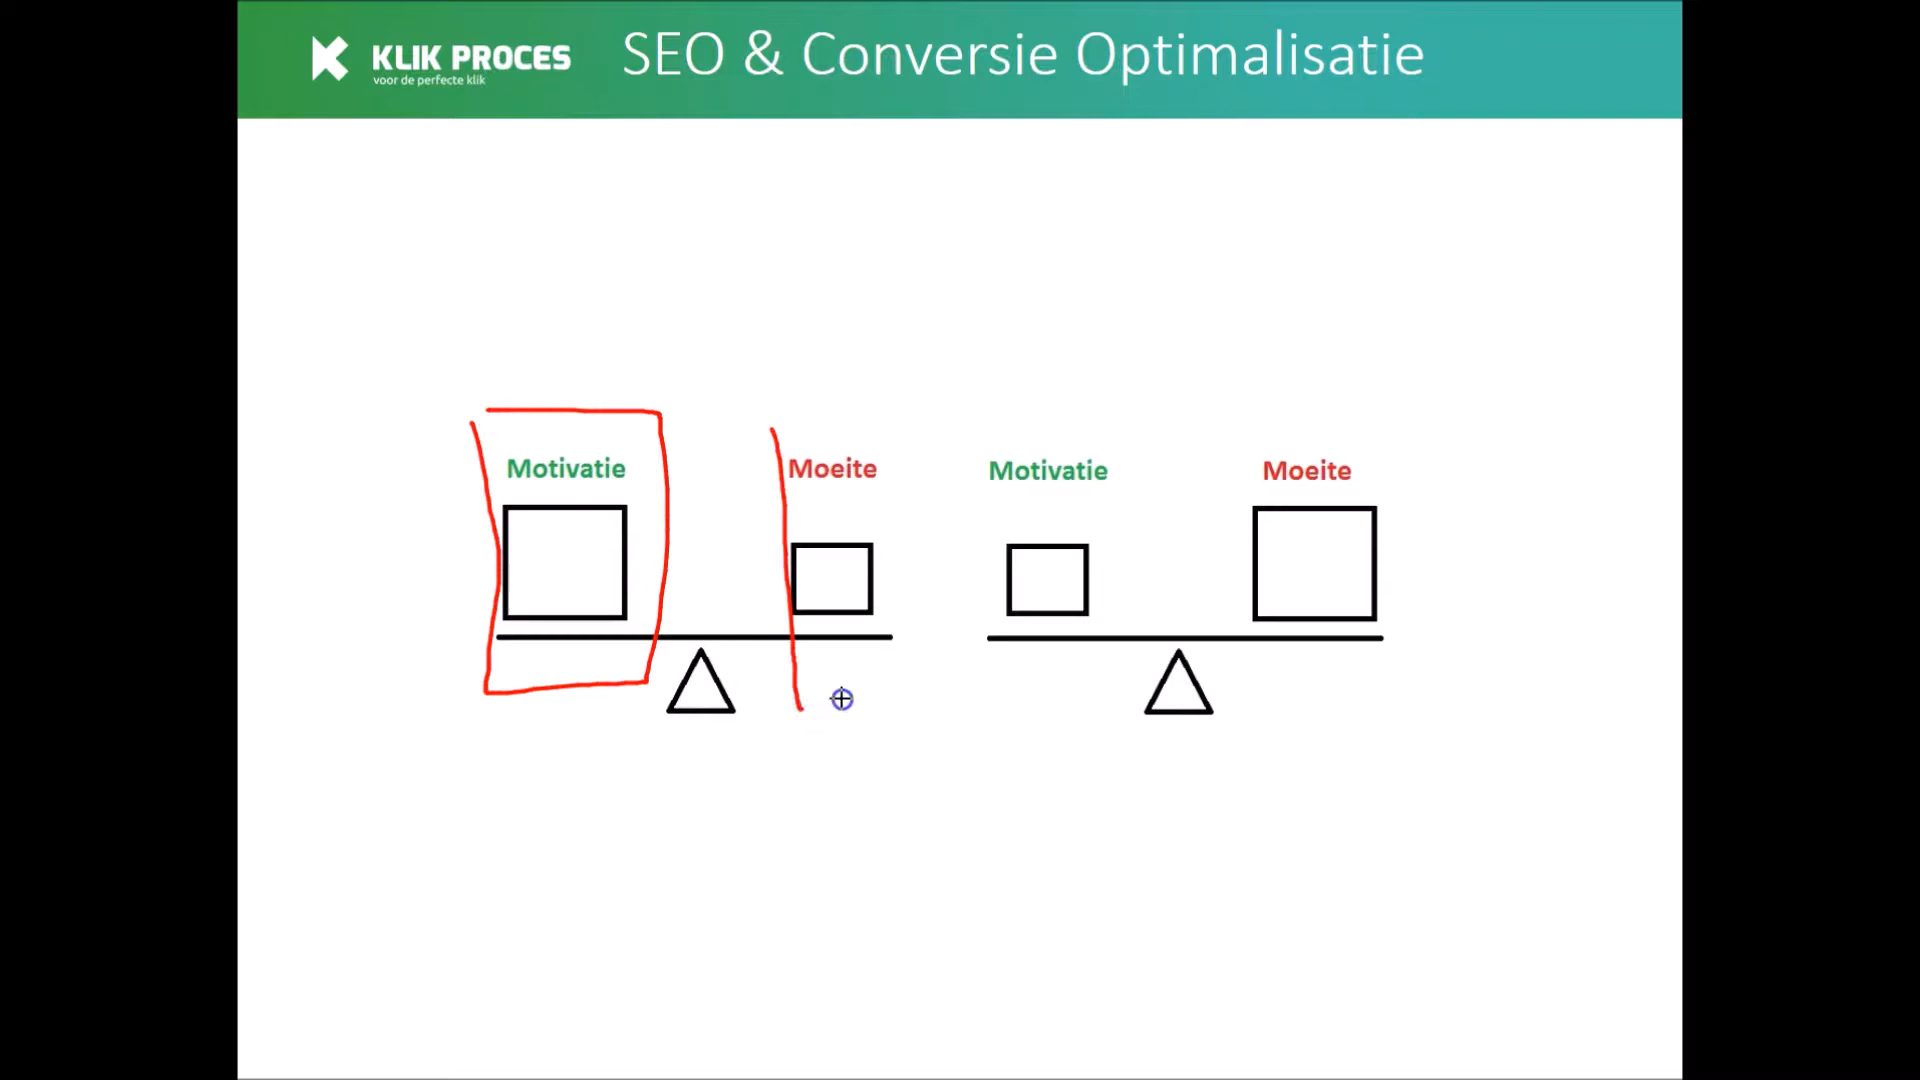 KLIK PROCES
voor de perfecte klik
SEO & Conversie Optimalisatie
Motivatie
Moeite
Motivatie
Moeite